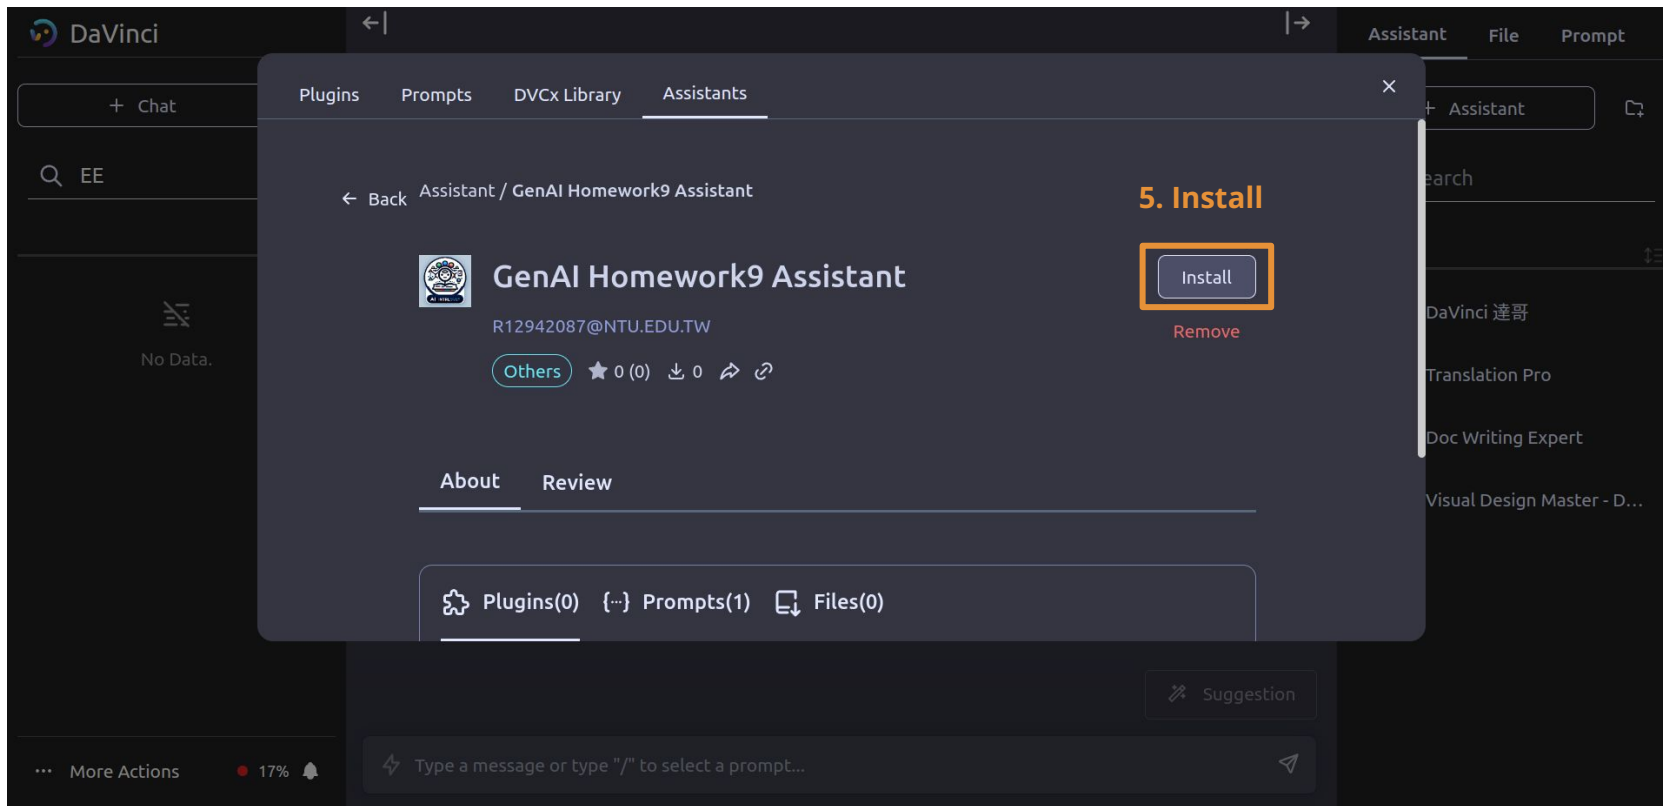 DaVinci
+ Chat
EE
No Data.
More Actions
17%
Plugins
Prompts
DVCx Library
Assistants
← Back
Assistant / GenAI Homework9 Assistant
5. Install
GenAI Homework9 Assistant
Install
R12942087@NTU.EDU.TW
Remove
Others
0 (0)
0
About
Review
Plugins(0)
{···} Prompts(1)
Files(0)
Suggestion
Type a message or type "/" to select a prompt...
Assistant
File
Prompt
+ Assistant
earch
DaVinci 達哥
Translation Pro
Doc Writing Expert
Visual Design Master - D...